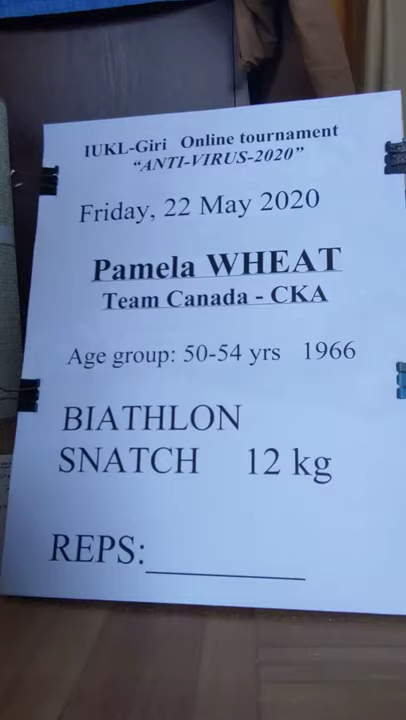 IUKL-Giri Online tournament
“ANTI-VIRUS-2020”
Friday, 22 May 2020
Pamela WHEAT
Team Canada - CKA
Age group: 50-54 yrs 1966
BIATHLON
SNATCH 12 kg
REPS: